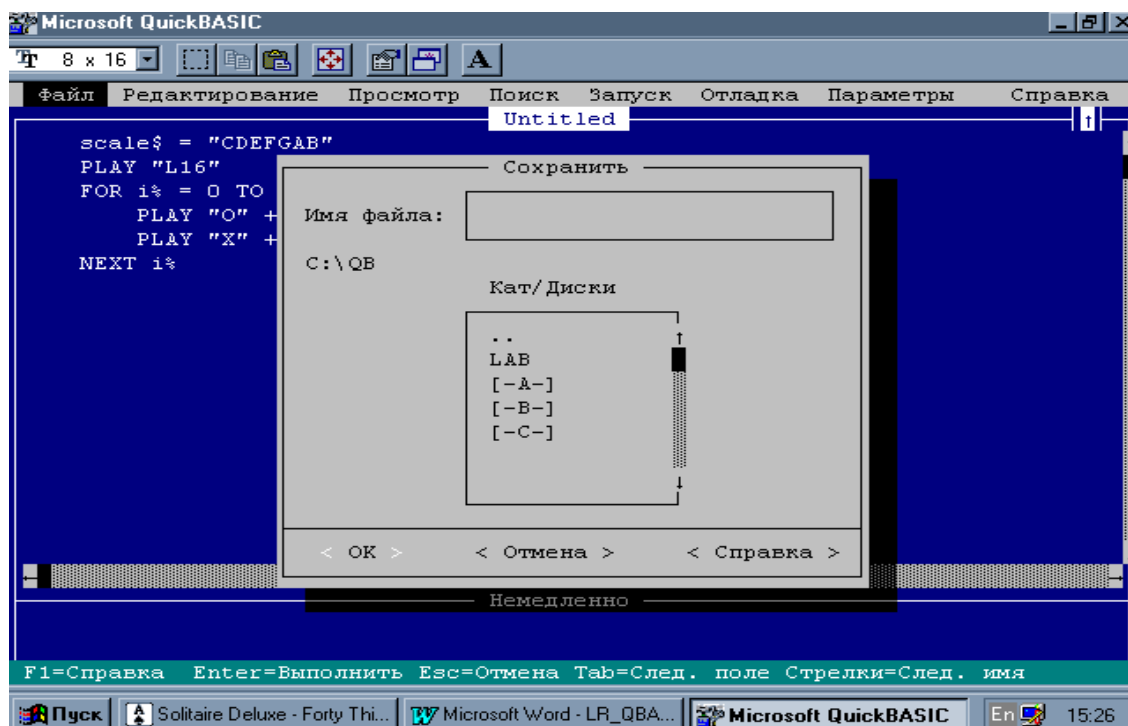 Microsoft QuickBASIC
Tr 8 x 16 A
Файл Редактирование Просмотр Поиск Запуск Отладка Параметры Справка
Untitled
scale$ = "CDEFGAB"
PLAY "L16"
FOR i% = 0 TO
PLAY "O" +
PLAY "X" +
NEXT i%
Сохранить
Имя файла:
C:\QB
Кат/Диски
..
LAB
[-A-]
[-B-]
[-C-]
< OK > < Отмена > < Справка >
Немедленно
F1=Справка Enter=Выполнить Esc=Отмена Tab=След. поле Стрелки=След. имя
Пуск Solitaire Deluxe - Forty Thi... Microsoft Word - LR_QBA... Microsoft QuickBASIC En 15:26